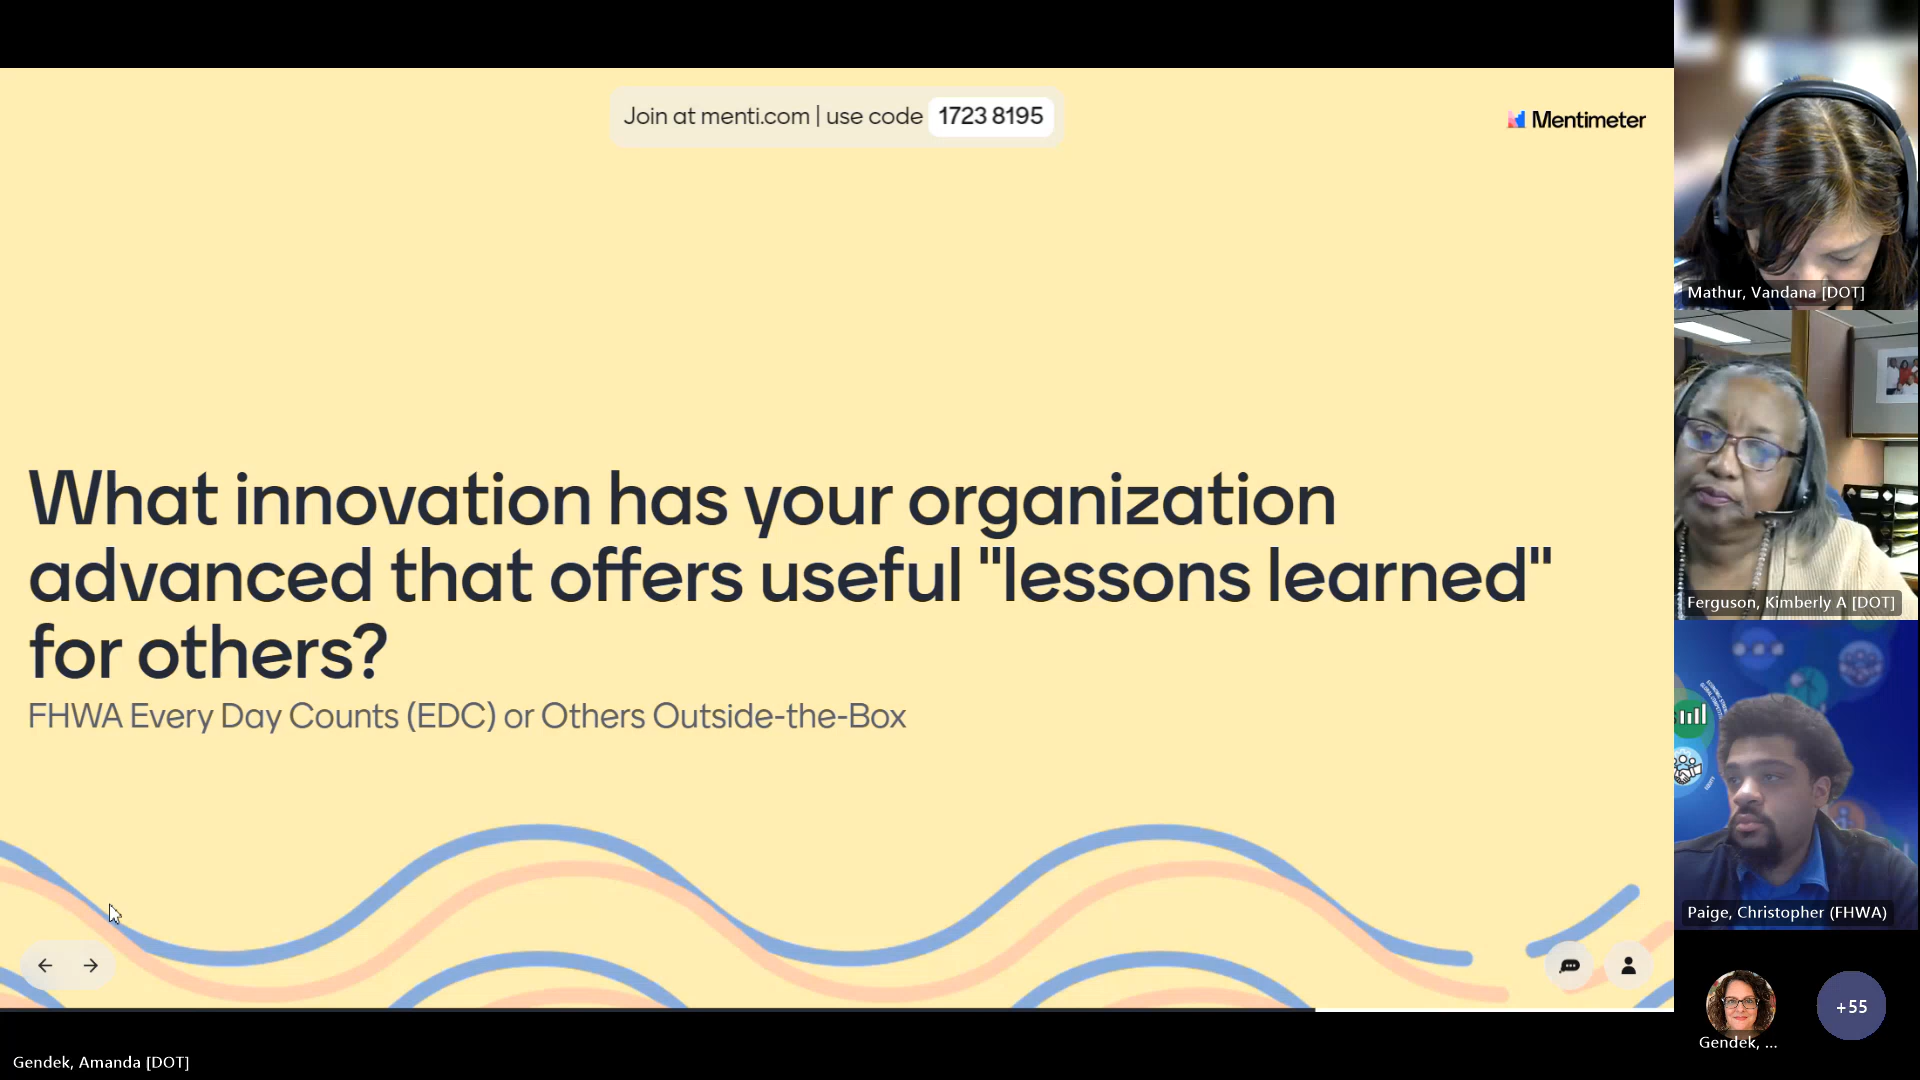 Join at menti.com | use code 1723 8195
Mentimeter
What innovation has your organization
advanced that offers useful "lessons learned"
for others?
FHWA Every Day Counts (EDC) or Others Outside-the-Box
Mathur, Vandana [DOT]
Ferguson, Kimberly A [DOT]
Paige, Christopher (FHWA)
Gendek, ...
+55
Gendek, Amanda [DOT]